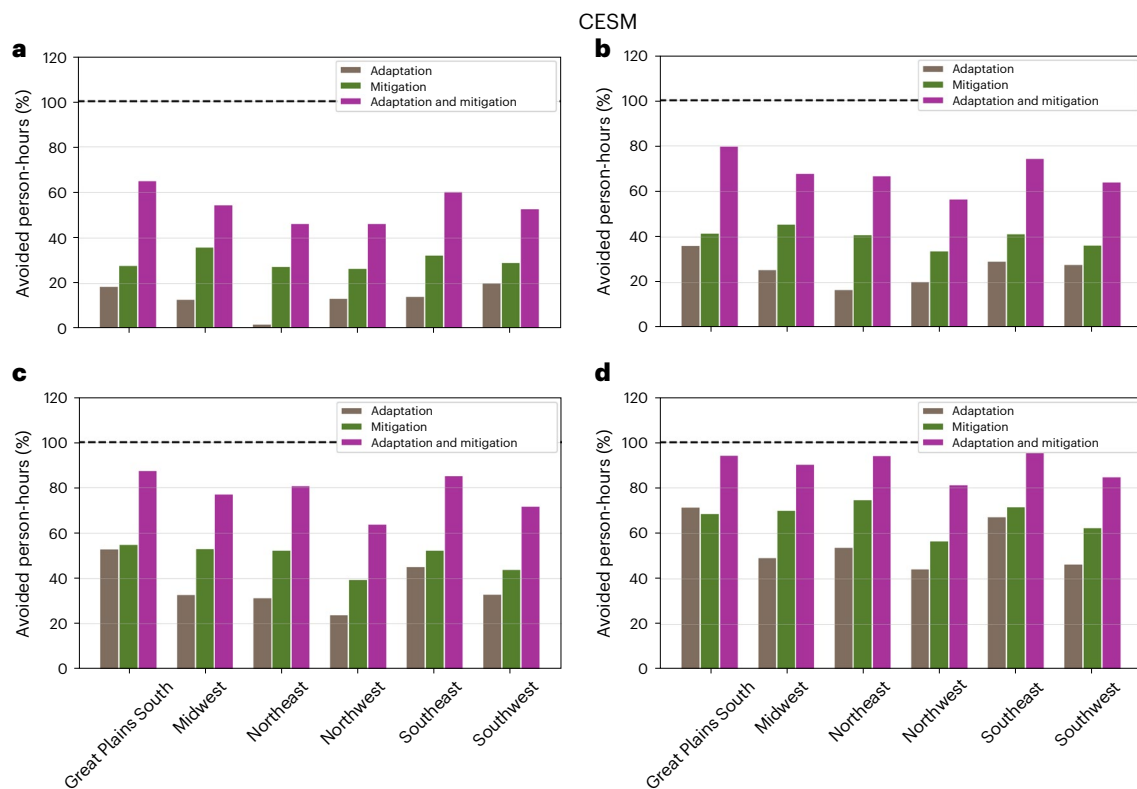 CESM
a
120
100
80
60
40
20
0
Avoided person-hours (%)
Adaptation
Mitigation
Adaptation and mitigation
b
120
100
80
60
40
20
0
Avoided person-hours (%)
Adaptation
Mitigation
Adaptation and mitigation
c
120
100
80
60
40
20
0
Avoided person-hours (%)
Adaptation
Mitigation
Adaptation and mitigation
Great Plains South
Midwest
Northeast
Northwest
Southeast
Southwest
d
120
100
80
60
40
20
0
Avoided person-hours (%)
Adaptation
Mitigation
Adaptation and mitigation
Great Plains South
Midwest
Northeast
Northwest
Southeast
Southwest